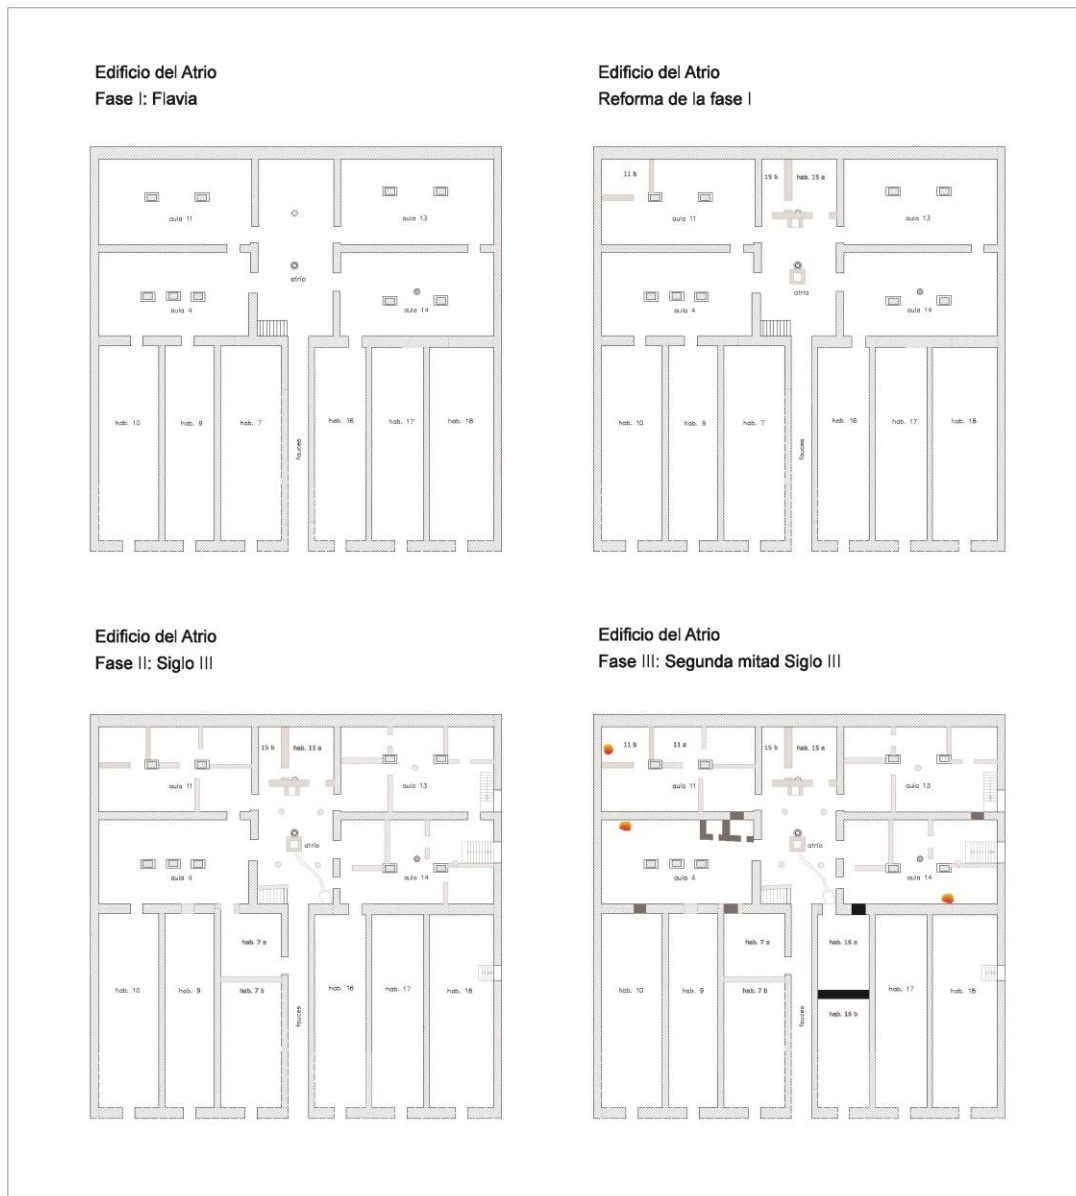 Edificio del Atrio
Fase I: Flavia
aula 11
aula 13
atrio
aula 4
aula 14
hab. 10
hab. 9
hab. 7
fauces
hab. 16
hab. 17
hab. 18
Edificio del Atrio
Reforma de la fase I
11 b
15 b
hab. 15 a
aula 11
aula 13
atrio
aula 4
aula 14
hab. 10
hab. 9
hab. 7
fauces
hab. 16
hab. 17
hab. 18
Edificio del Atrio
Fase II: Siglo III
15 b
hab. 15 a
aula 11
aula 13
atrio
aula 4
aula 14
hab. 7 a
hab. 10
hab. 9
hab. 7 b
fauces
hab. 16
hab. 17
hab. 18
Edificio del Atrio
Fase III: Segunda mitad Siglo III
11 b
11 a
15 b
hab. 15 a
aula 11
aula 13
atrio
aula 4
aula 14
hab. 7 a
hab. 16 a
hab. 10
hab. 9
hab. 7 b
fauces
hab. 16 b
hab. 17
hab. 18